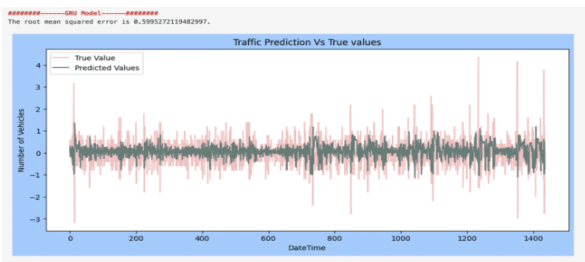 ########------GRU Model------########
The root mean squared error is 0.5995272119482997.
Traffic Prediction Vs True values
True Value
Predicted Values
Number of Vehicles
4
3
2
1
0
−1
−2
−3
0 200 400 600 800 1000 1200 1400
DateTime